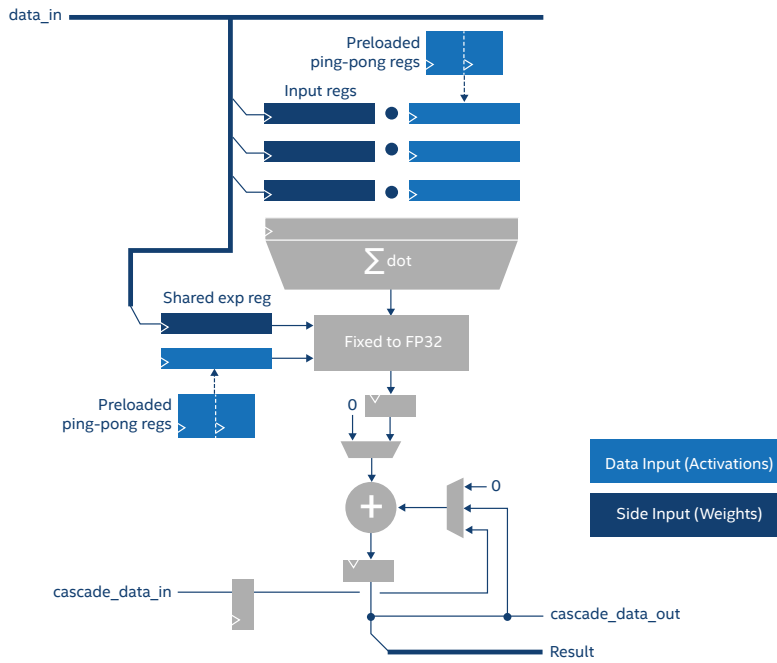 data_in
Preloaded
ping-pong regs
Input regs
∑ dot
Shared exp reg
Fixed to FP32
Preloaded
ping-pong regs
0
Data Input (Activations)
0
Side Input (Weights)
+
cascade_data_in
cascade_data_out
Result